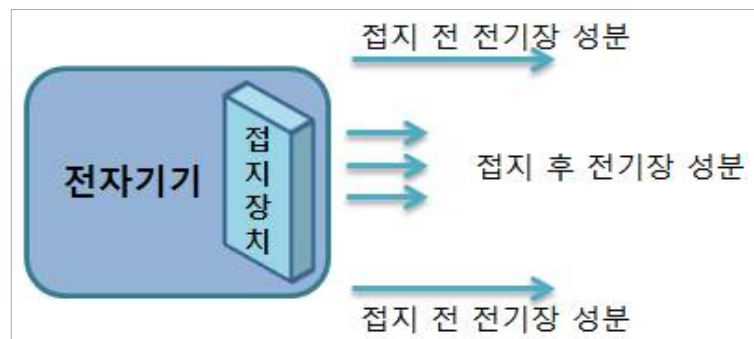 접지 전 전기장 성분
전자기기
접
지
장
치
접지 후 전기장 성분
접지 전 전기장 성분